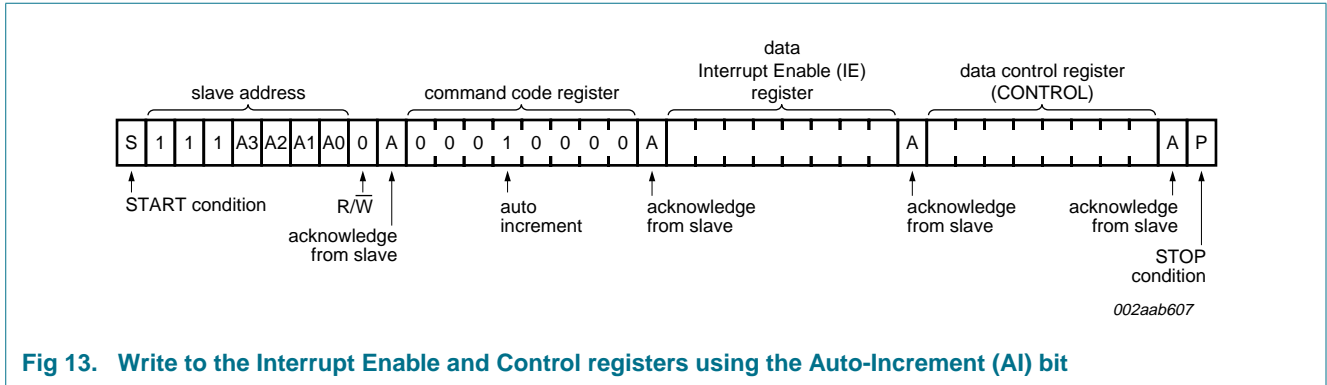 data
Interrupt Enable (IE)
register
data control register
(CONTROL)
slave address
command code register
S 1 1 1 A3 A2 A1 A0 0 A 0 0 0 1 0 0 0 0 A A A P
START condition
R/W̅
acknowledge
from slave
auto
increment
acknowledge
from slave
acknowledge
from slave
acknowledge
from slave
STOP
condition
002aab607
Fig 13. Write to the Interrupt Enable and Control registers using the Auto-Increment (AI) bit